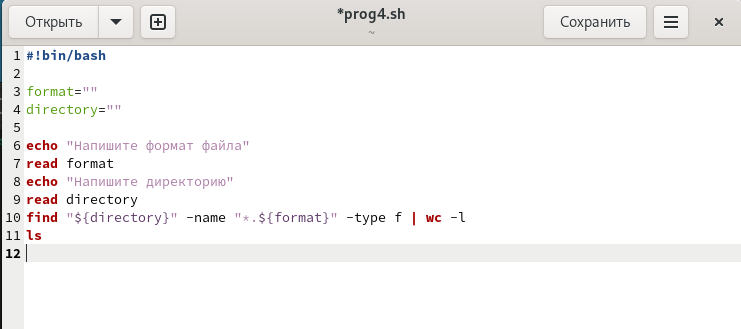 Открыть
*prog4.sh
~
Сохранить
1 #!bin/bash
2
3 format=""
4 directory=""
5
6 echo "Напишите формат файла"
7 read format
8 echo "Напишите директорию"
9 read directory
10 find "${directory}" -name "*.${format}" -type f | wc -l
11 ls
12